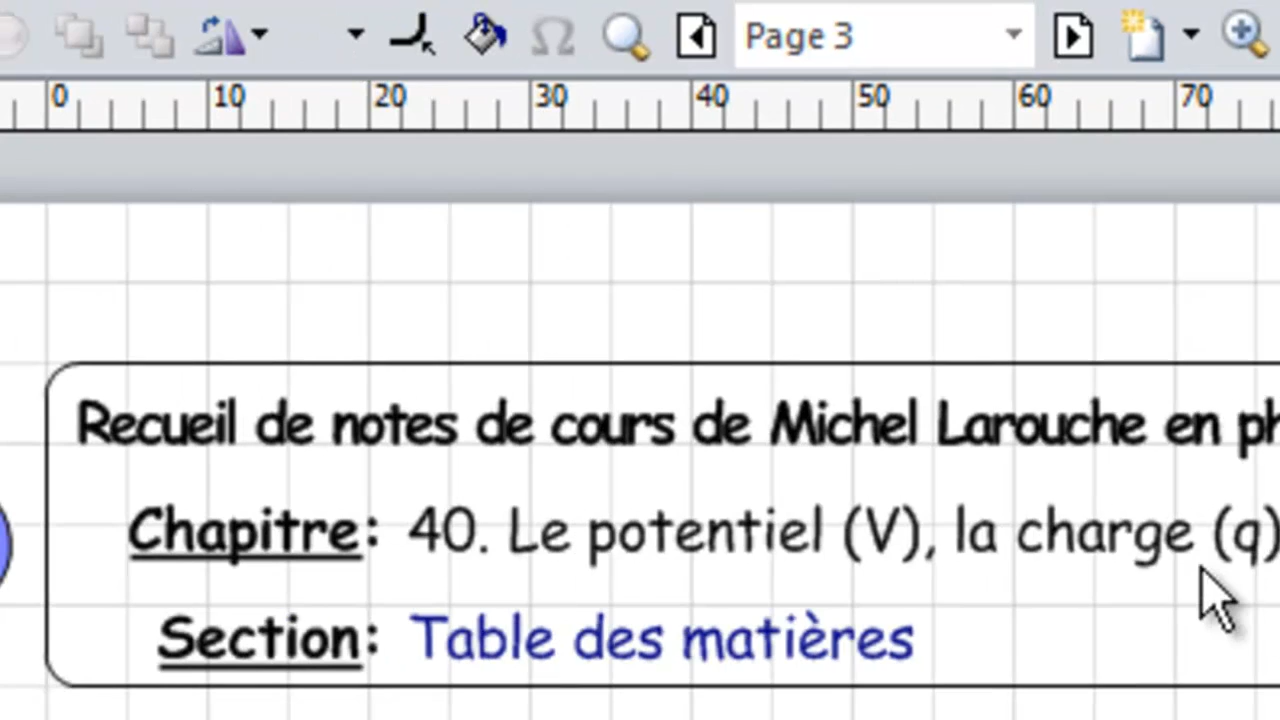 Page 3
0 10 20 30 40 50 60 70
Recueil de notes de cours de Michel Larouche en
Chapitre: 40. Le potentiel (V), la charge (q)
Section: Table des matières